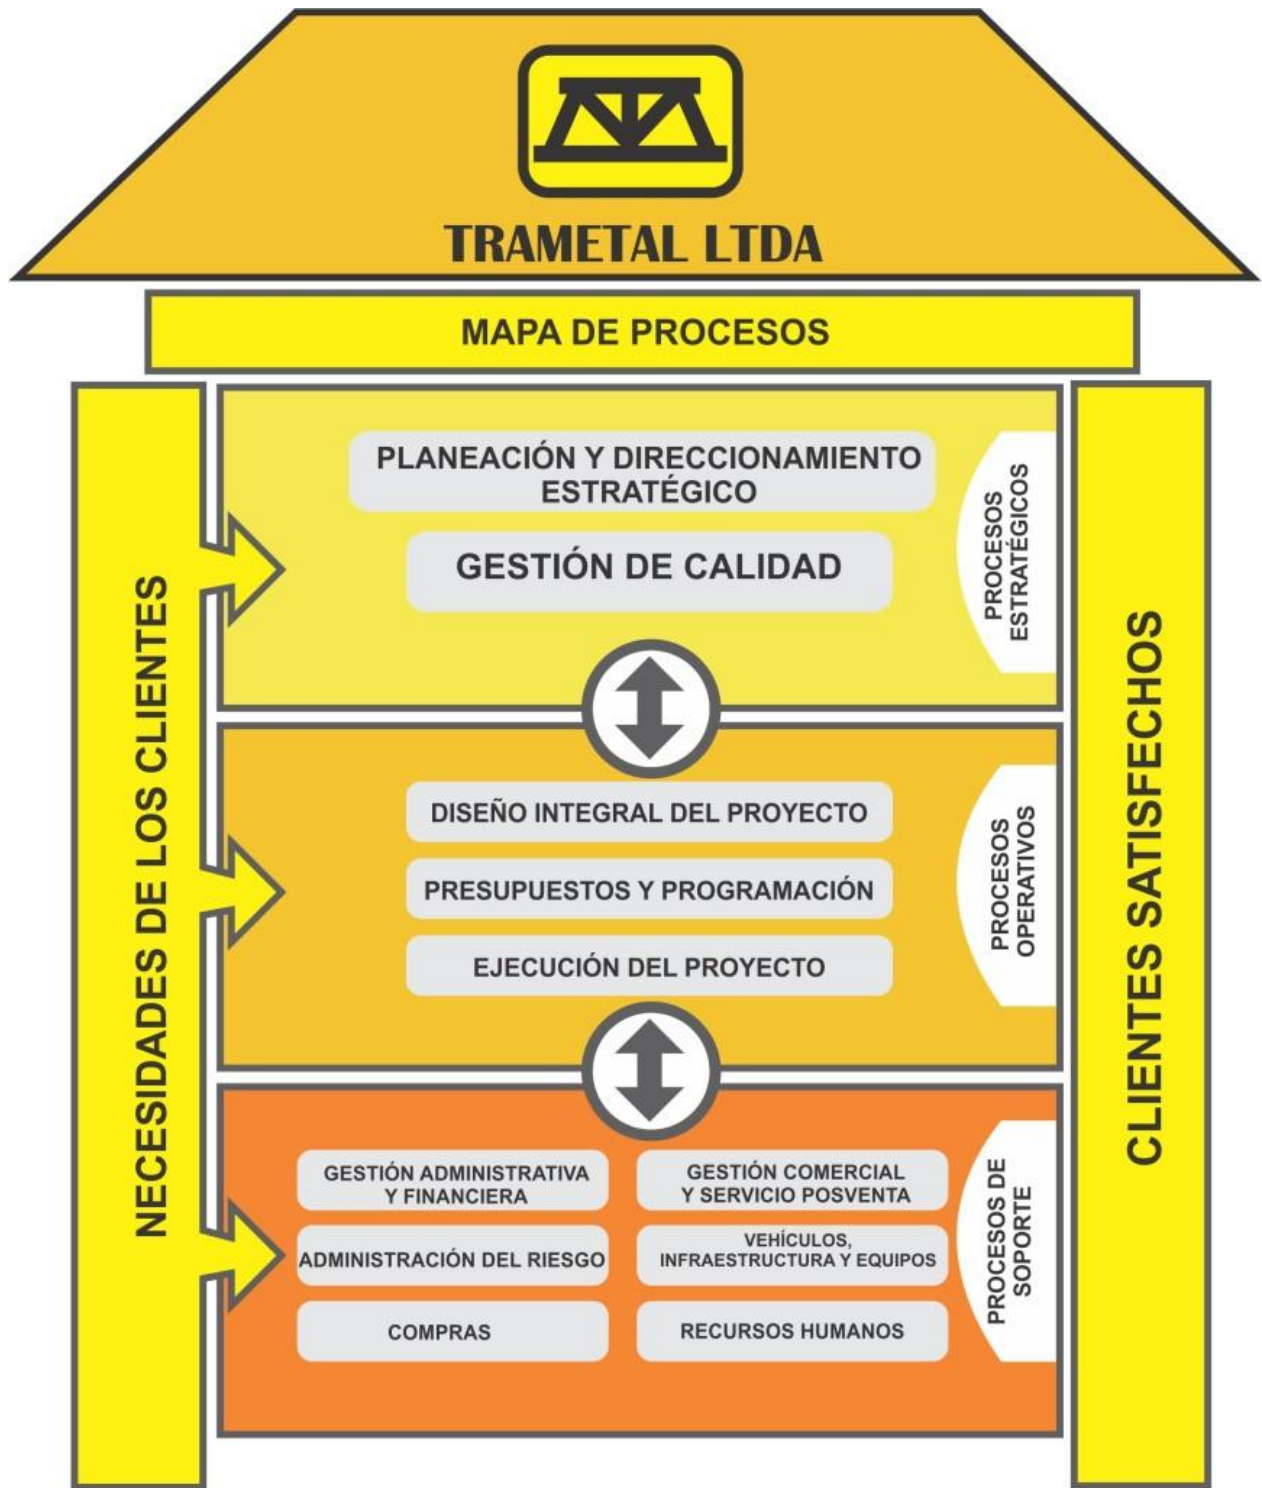 TRAMETAL LTDA
MAPA DE PROCESOS
NECESIDADES DE LOS CLIENTES
PLANEACIÓN Y DIRECCIONAMIENTO
ESTRATÉGICO
GESTIÓN DE CALIDAD
PROCESOS
ESTRATÉGICOS
DISEÑO INTEGRAL DEL PROYECTO
PRESUPUESTOS Y PROGRAMACIÓN
EJECUCIÓN DEL PROYECTO
PROCESOS
OPERATIVOS
GESTIÓN ADMINISTRATIVA
Y FINANCIERA
GESTIÓN COMERCIAL
Y SERVICIO POSVENTA
ADMINISTRACIÓN DEL RIESGO
VEHÍCULOS,
INFRAESTRUCTURA Y EQUIPOS
COMPRAS
RECURSOS HUMANOS
PROCESOS DE
SOPORTE
CLIENTES SATISFECHOS